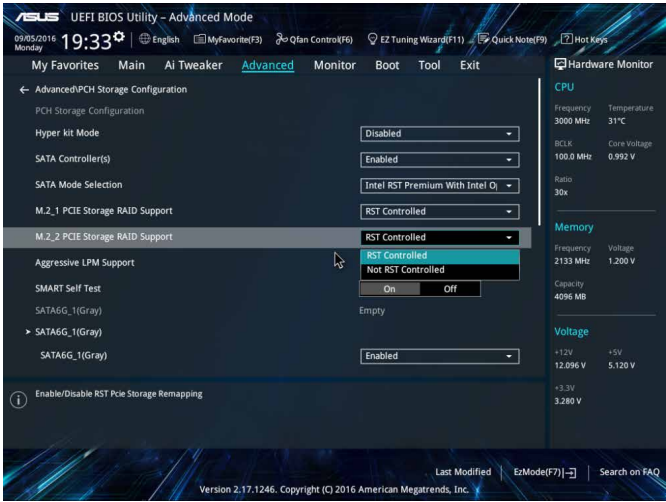 ASUS UEFI BIOS Utility – Advanced Mode
09/05/2016 Monday 19:33 English MyFavorite(F3) Qfan Control(F6) EZ Tuning Wizard(F11) Quick Note(F9) ? Hot Keys
My Favorites Main Ai Tweaker Advanced Monitor Boot Tool Exit
Advanced\PCH Storage Configuration
PCH Storage Configuration
Hyper kit Mode Disabled
SATA Controller(s) Enabled
SATA Mode Selection Intel RST Premium With Intel O
M.2_1 PCIE Storage RAID Support RST Controlled
M.2_2 PCIE Storage RAID Support RST Controlled
RST Controlled
Not RST Controlled
Aggressive LPM Support
SMART Self Test On Off
SATA6G_1(Gray) Empty
SATA6G_1(Gray)
SATA6G_1(Gray) Enabled
Enable/Disable RST Pcie Storage Remapping
Hardware Monitor
CPU
Frequency Temperature
3000 MHz 31°C
BCLK Core Voltage
100.0 MHz 0.992 V
Ratio
30x
Memory
Frequency Voltage
2133 MHz 1.200 V
Capacity
4096 MB
Voltage
+12V +5V
12.096 V 5.120 V
+3.3V
3.280 V
Last Modified EzMode(F7) Search on FAQ
Version 2.17.1246. Copyright (C) 2016 American Megatrends, Inc.